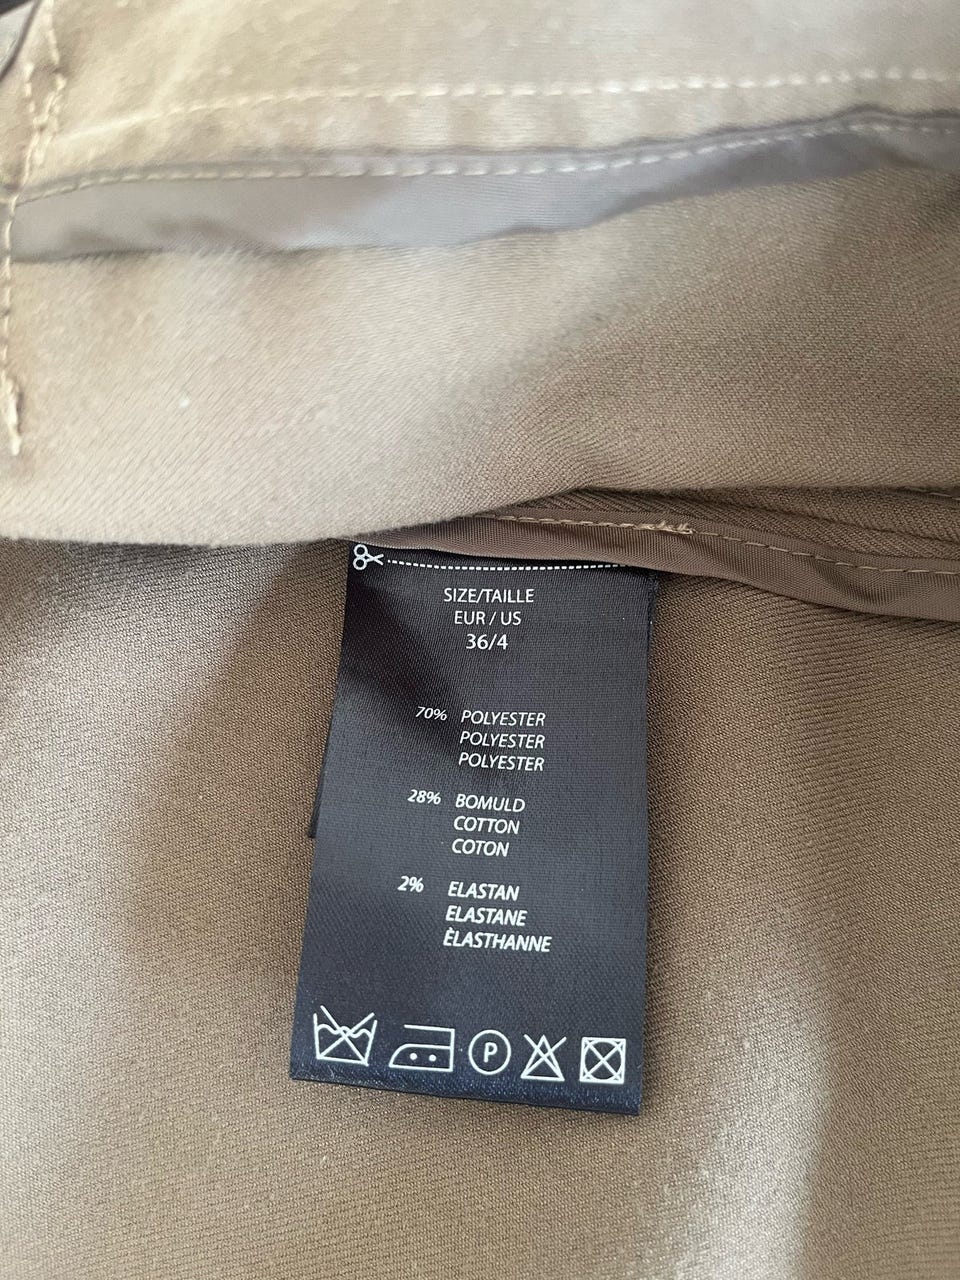 SIZE/TAILLE
EUR / US
36/4
70% POLYESTER
POLYESTER
POLYESTER
28% BOMULD
COTTON
COTON
2% ELASTAN
ELASTANE
ÈLASTHANNE
P